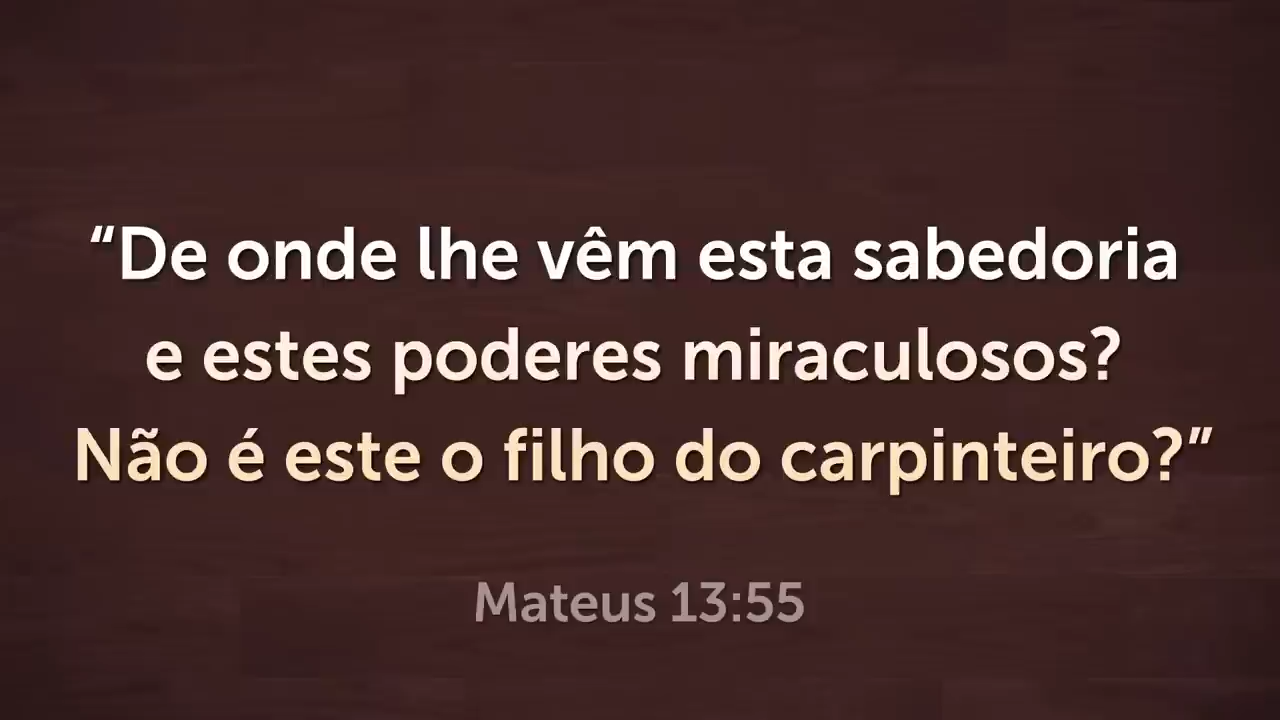 “De onde lhe vêm esta sabedoria
e estes poderes miraculosos?
Não é este o filho do carpinteiro?”
Mateus 13:55